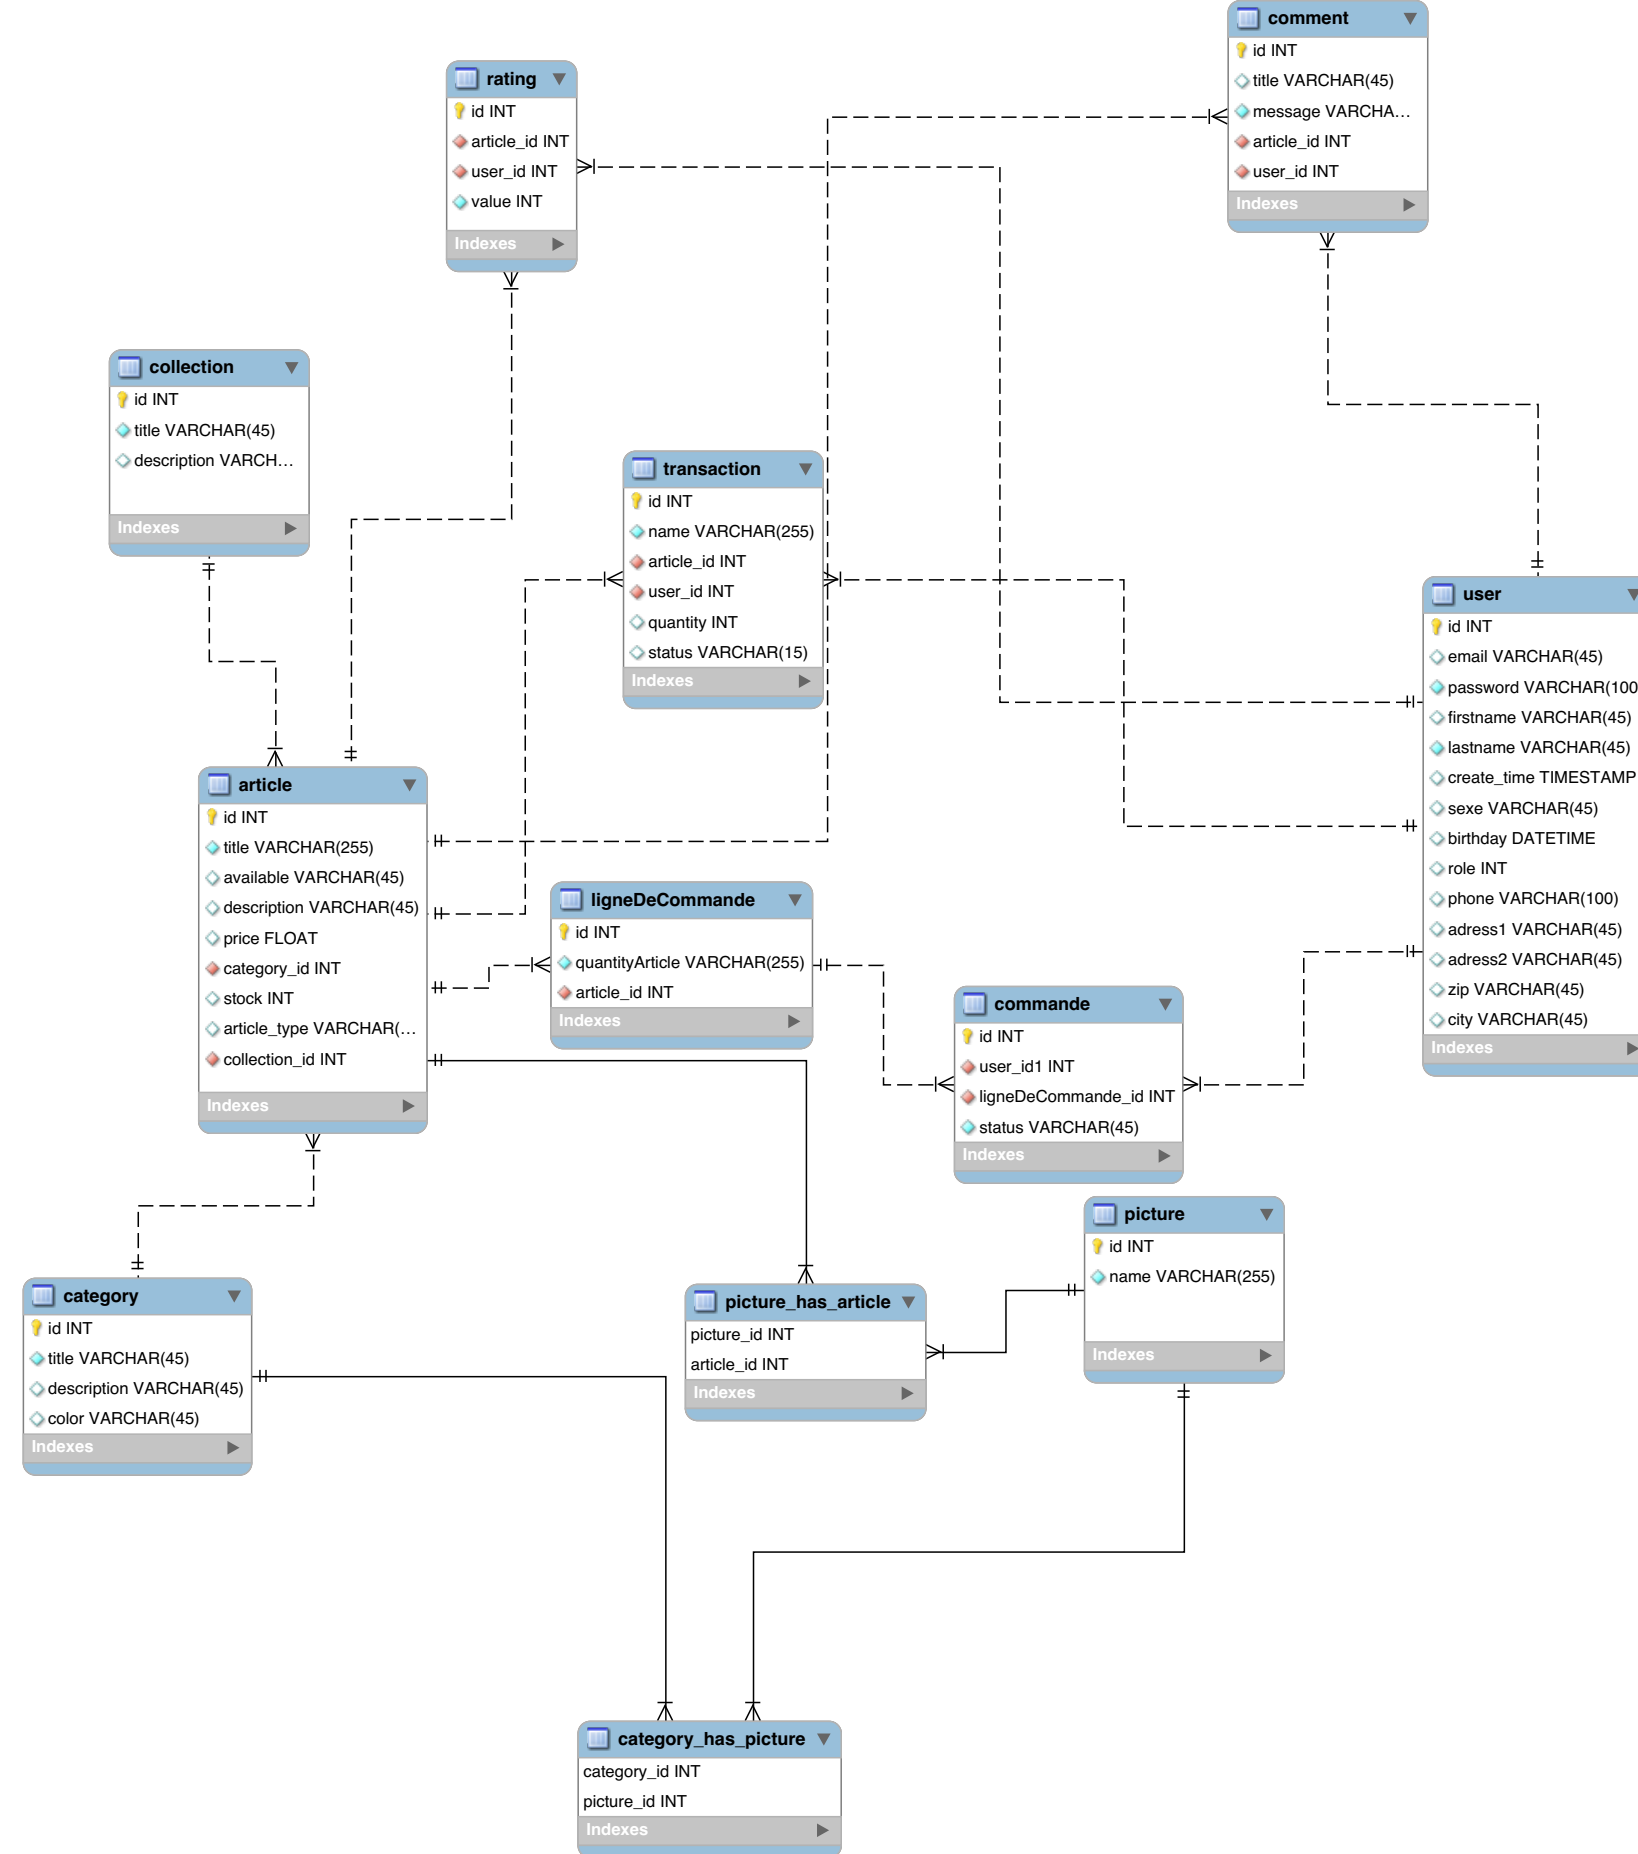 comment
id INT
title VARCHAR(45)
message VARCHA...
article_id INT
user_id INT
Indexes
rating
id INT
article_id INT
user_id INT
value INT
Indexes
collection
id INT
title VARCHAR(45)
description VARCH...
Indexes
transaction
id INT
name VARCHAR(255)
article_id INT
user_id INT
quantity INT
status VARCHAR(15)
Indexes
user
id INT
email VARCHAR(45)
password VARCHAR(100
firstname VARCHAR(45)
lastname VARCHAR(45)
create_time TIMESTAMP
sexe VARCHAR(45)
birthday DATETIME
role INT
phone VARCHAR(100)
adress1 VARCHAR(45)
adress2 VARCHAR(45)
zip VARCHAR(45)
city VARCHAR(45)
Indexes
article
id INT
title VARCHAR(255)
available VARCHAR(45)
description VARCHAR(45)
price FLOAT
category_id INT
stock INT
article_type VARCHAR(...
collection_id INT
Indexes
ligneDeCommande
id INT
quantityArticle VARCHAR(255)
article_id INT
Indexes
commande
id INT
user_id1 INT
ligneDeCommande_id INT
status VARCHAR(45)
Indexes
picture
id INT
name VARCHAR(255)
Indexes
category
id INT
title VARCHAR(45)
description VARCHAR(45)
color VARCHAR(45)
Indexes
picture_has_article
picture_id INT
article_id INT
Indexes
category_has_picture
category_id INT
picture_id INT
Indexes